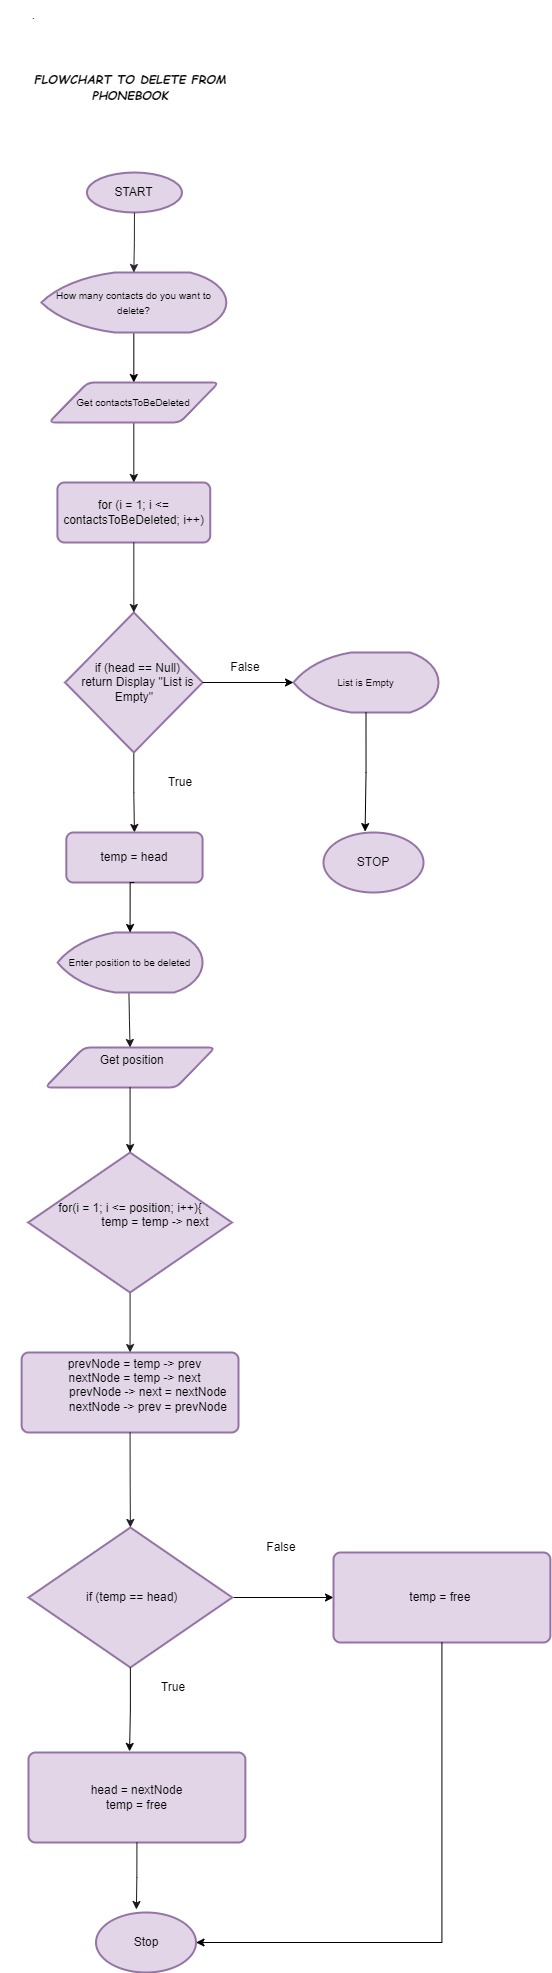 FLOWCHART TO DELETE FROM
PHONEBOOK
START
How many contacts do you want to
delete?
Get contactsToBeDeleted
for (i = 1; i <=
contactsToBeDeleted; i++)
if (head == Null)
return Display "List is
Empty"
False
List is Empty
True
temp = head
STOP
Enter position to be deleted
Get position
for(i = 1; i <= position; i++){
temp = temp -> next
prevNode = temp -> prev
nextNode = temp -> next
prevNode -> next = nextNode
nextNode -> prev = prevNode
False
if (temp == head)
temp = free
True
head = nextNode
temp = free
Stop